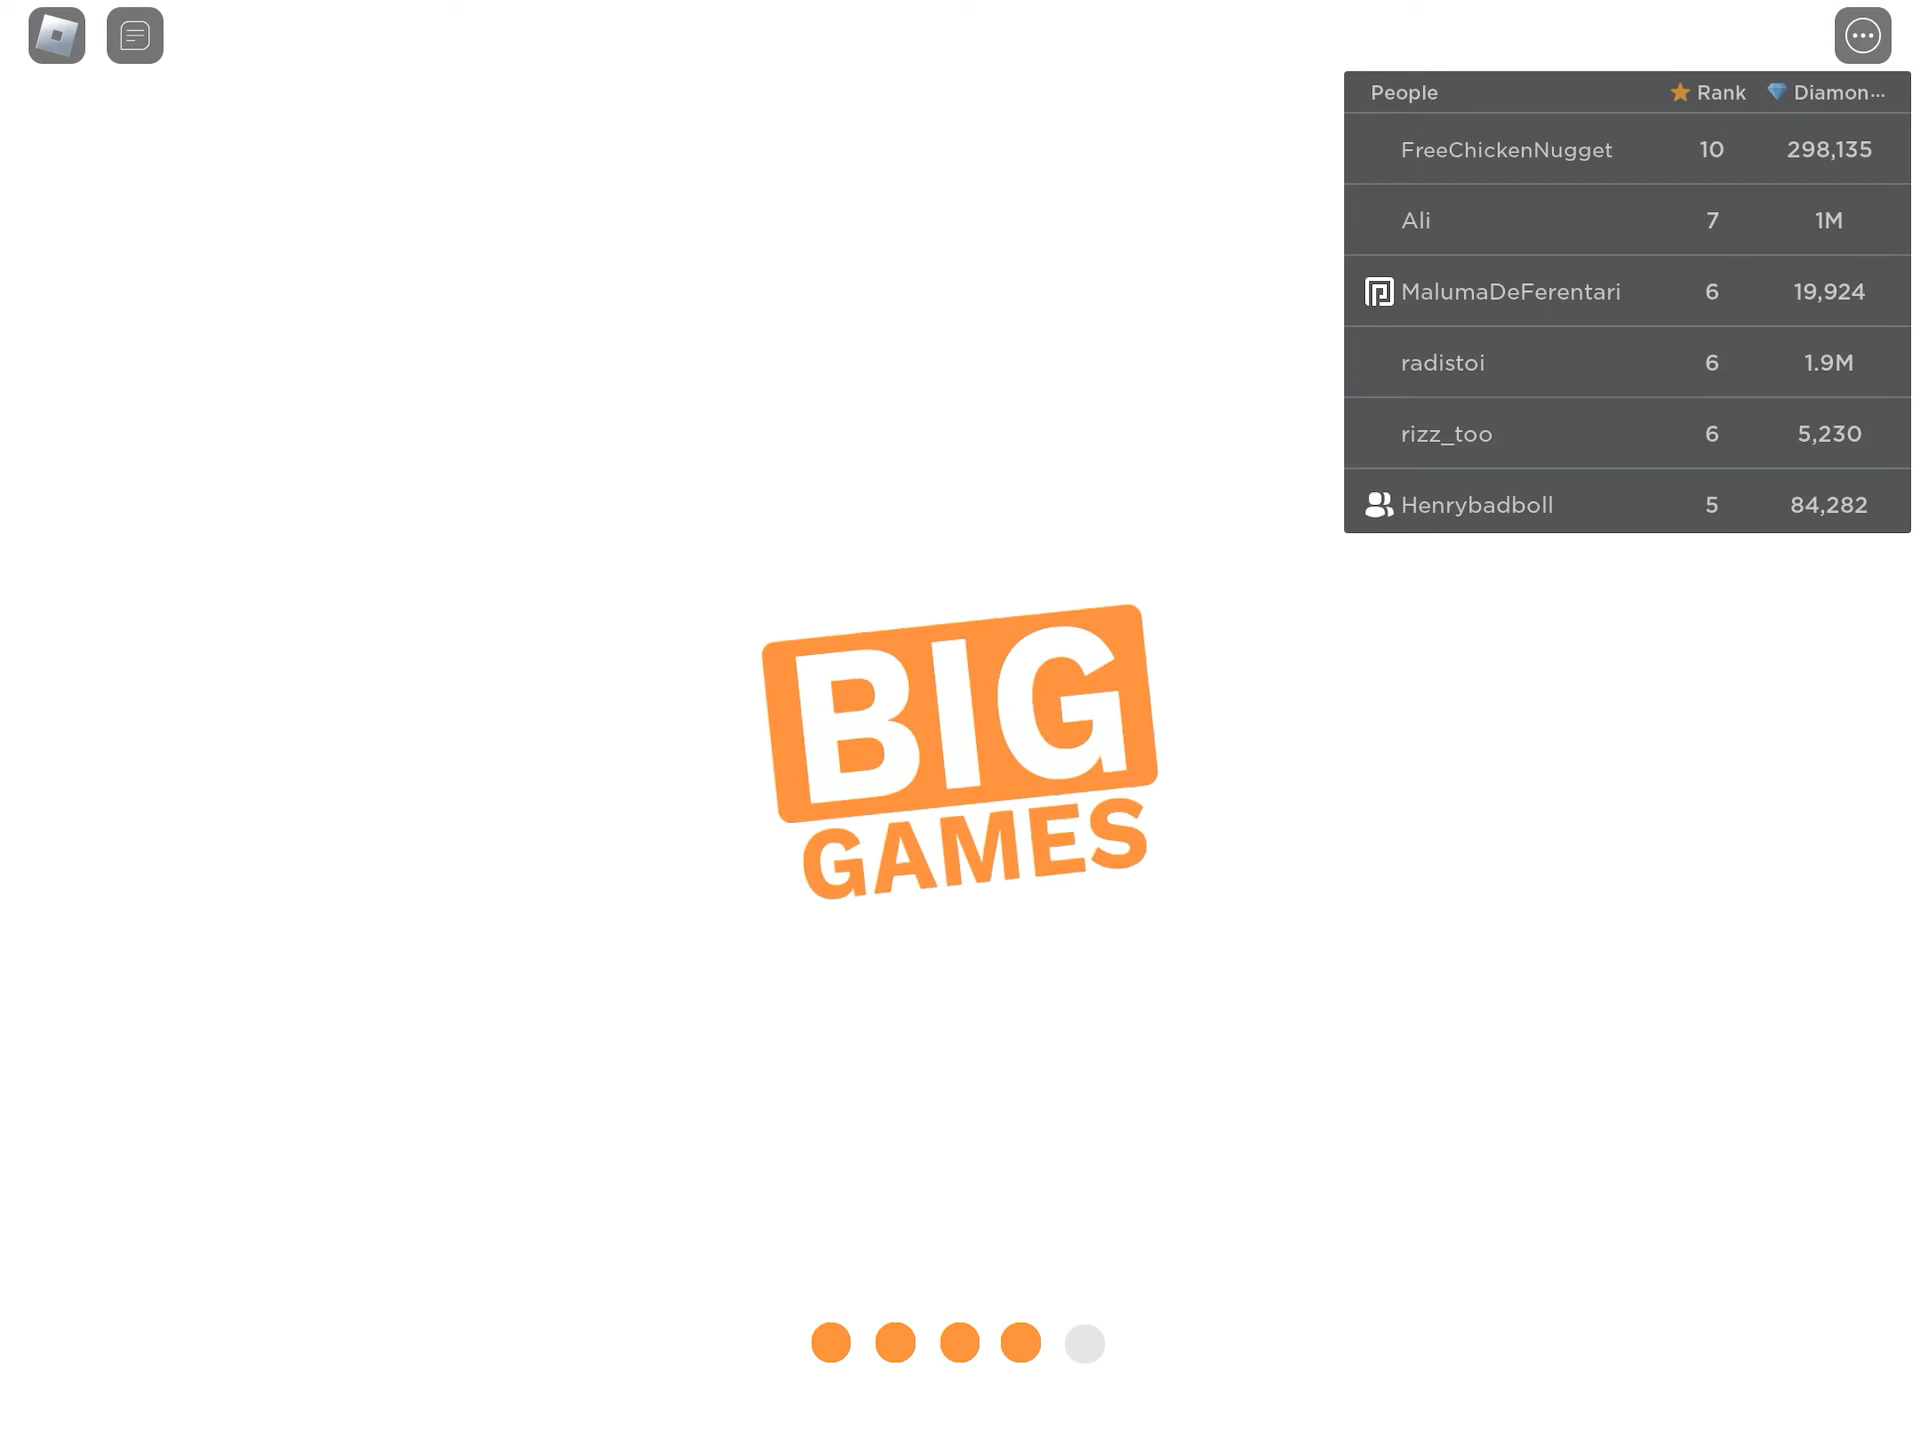 People ⭐ Rank 💎 Diamon...
FreeChickenNugget 10 298,135
Ali 7 1M
MalumaDeFerentari 6 19,924
radistoi 6 1.9M
rizz_too 6 5,230
Henrybadboll 5 84,282
BIG
GAMES